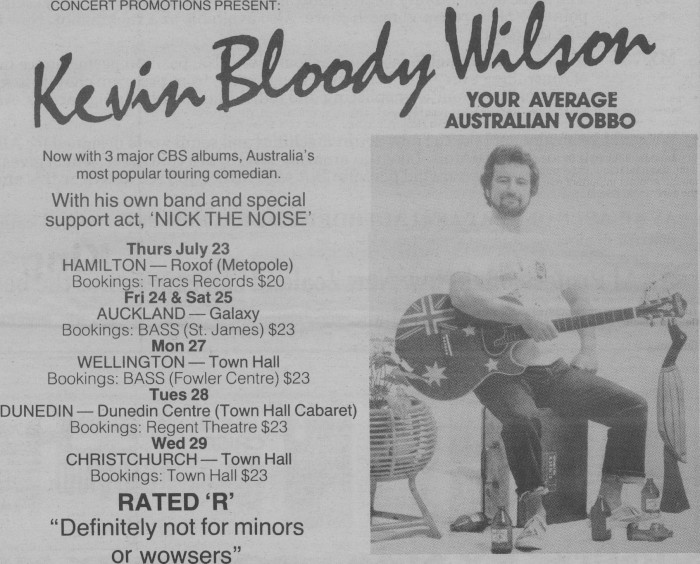 CONCERT PROMOTIONS PRESENT:
Kevin Bloody Wilson
YOUR AVERAGE
AUSTRALIAN YOBBO
Now with 3 major CBS albums, Australia's
most popular touring comedian.
With his own band and special
support act, 'NICK THE NOISE'
Thurs July 23
HAMILTON — Roxof (Metopole)
Bookings: Tracs Records $20
Fri 24 & Sat 25
AUCKLAND — Galaxy
Bookings: BASS (St. James) $23
Mon 27
WELLINGTON — Town Hall
Bookings: BASS (Fowler Centre) $23
Tues 28
DUNEDIN — Dunedin Centre (Town Hall Cabaret)
Bookings: Regent Theatre $23
Wed 29
CHRISTCHURCH — Town Hall
Bookings: Town Hall $23
RATED 'R'
"Definitely not for minors
or wowsers"